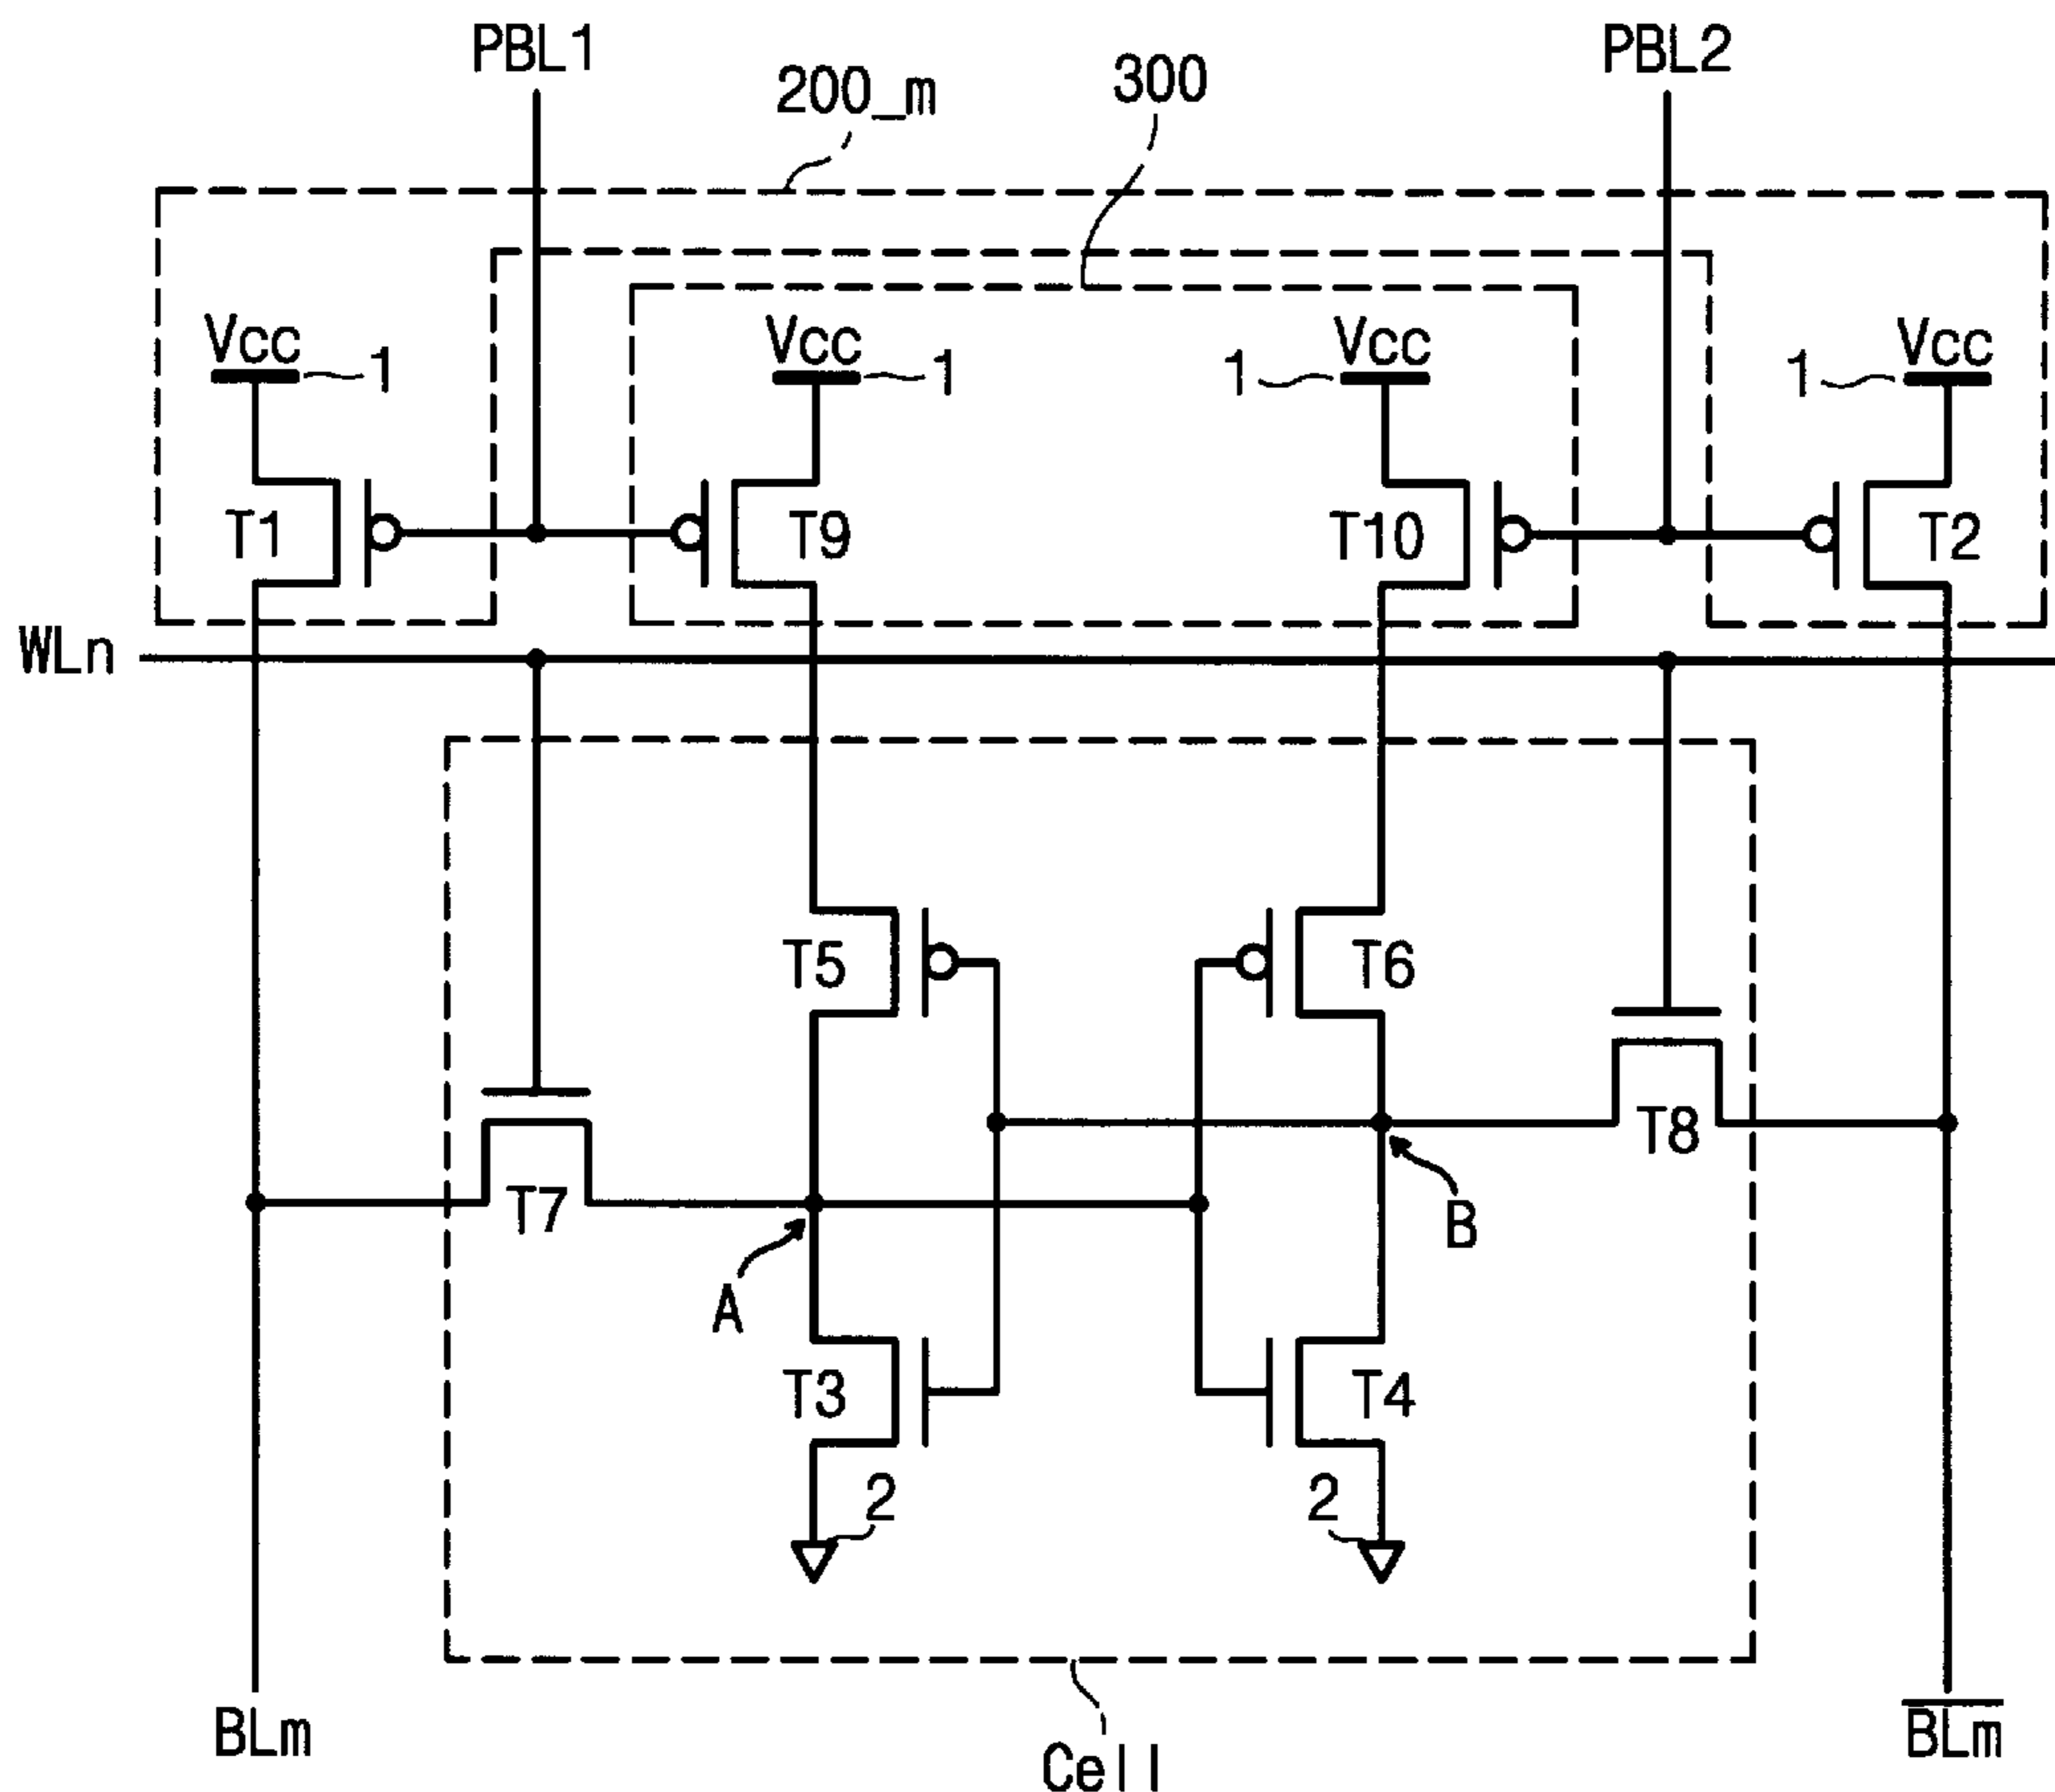 PBL1
PBL2
200_m
300
Vcc
1
Vcc
1
1
Vcc
1
Vcc
T1
T9
T10
T2
WLn
T5
T6
T7
T8
A
B
T3
T4
2
2
BLm
B̅L̅m̅
Cell